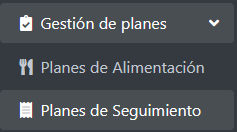 Gestión de planes
Planes de Alimentación
Planes de Seguimiento